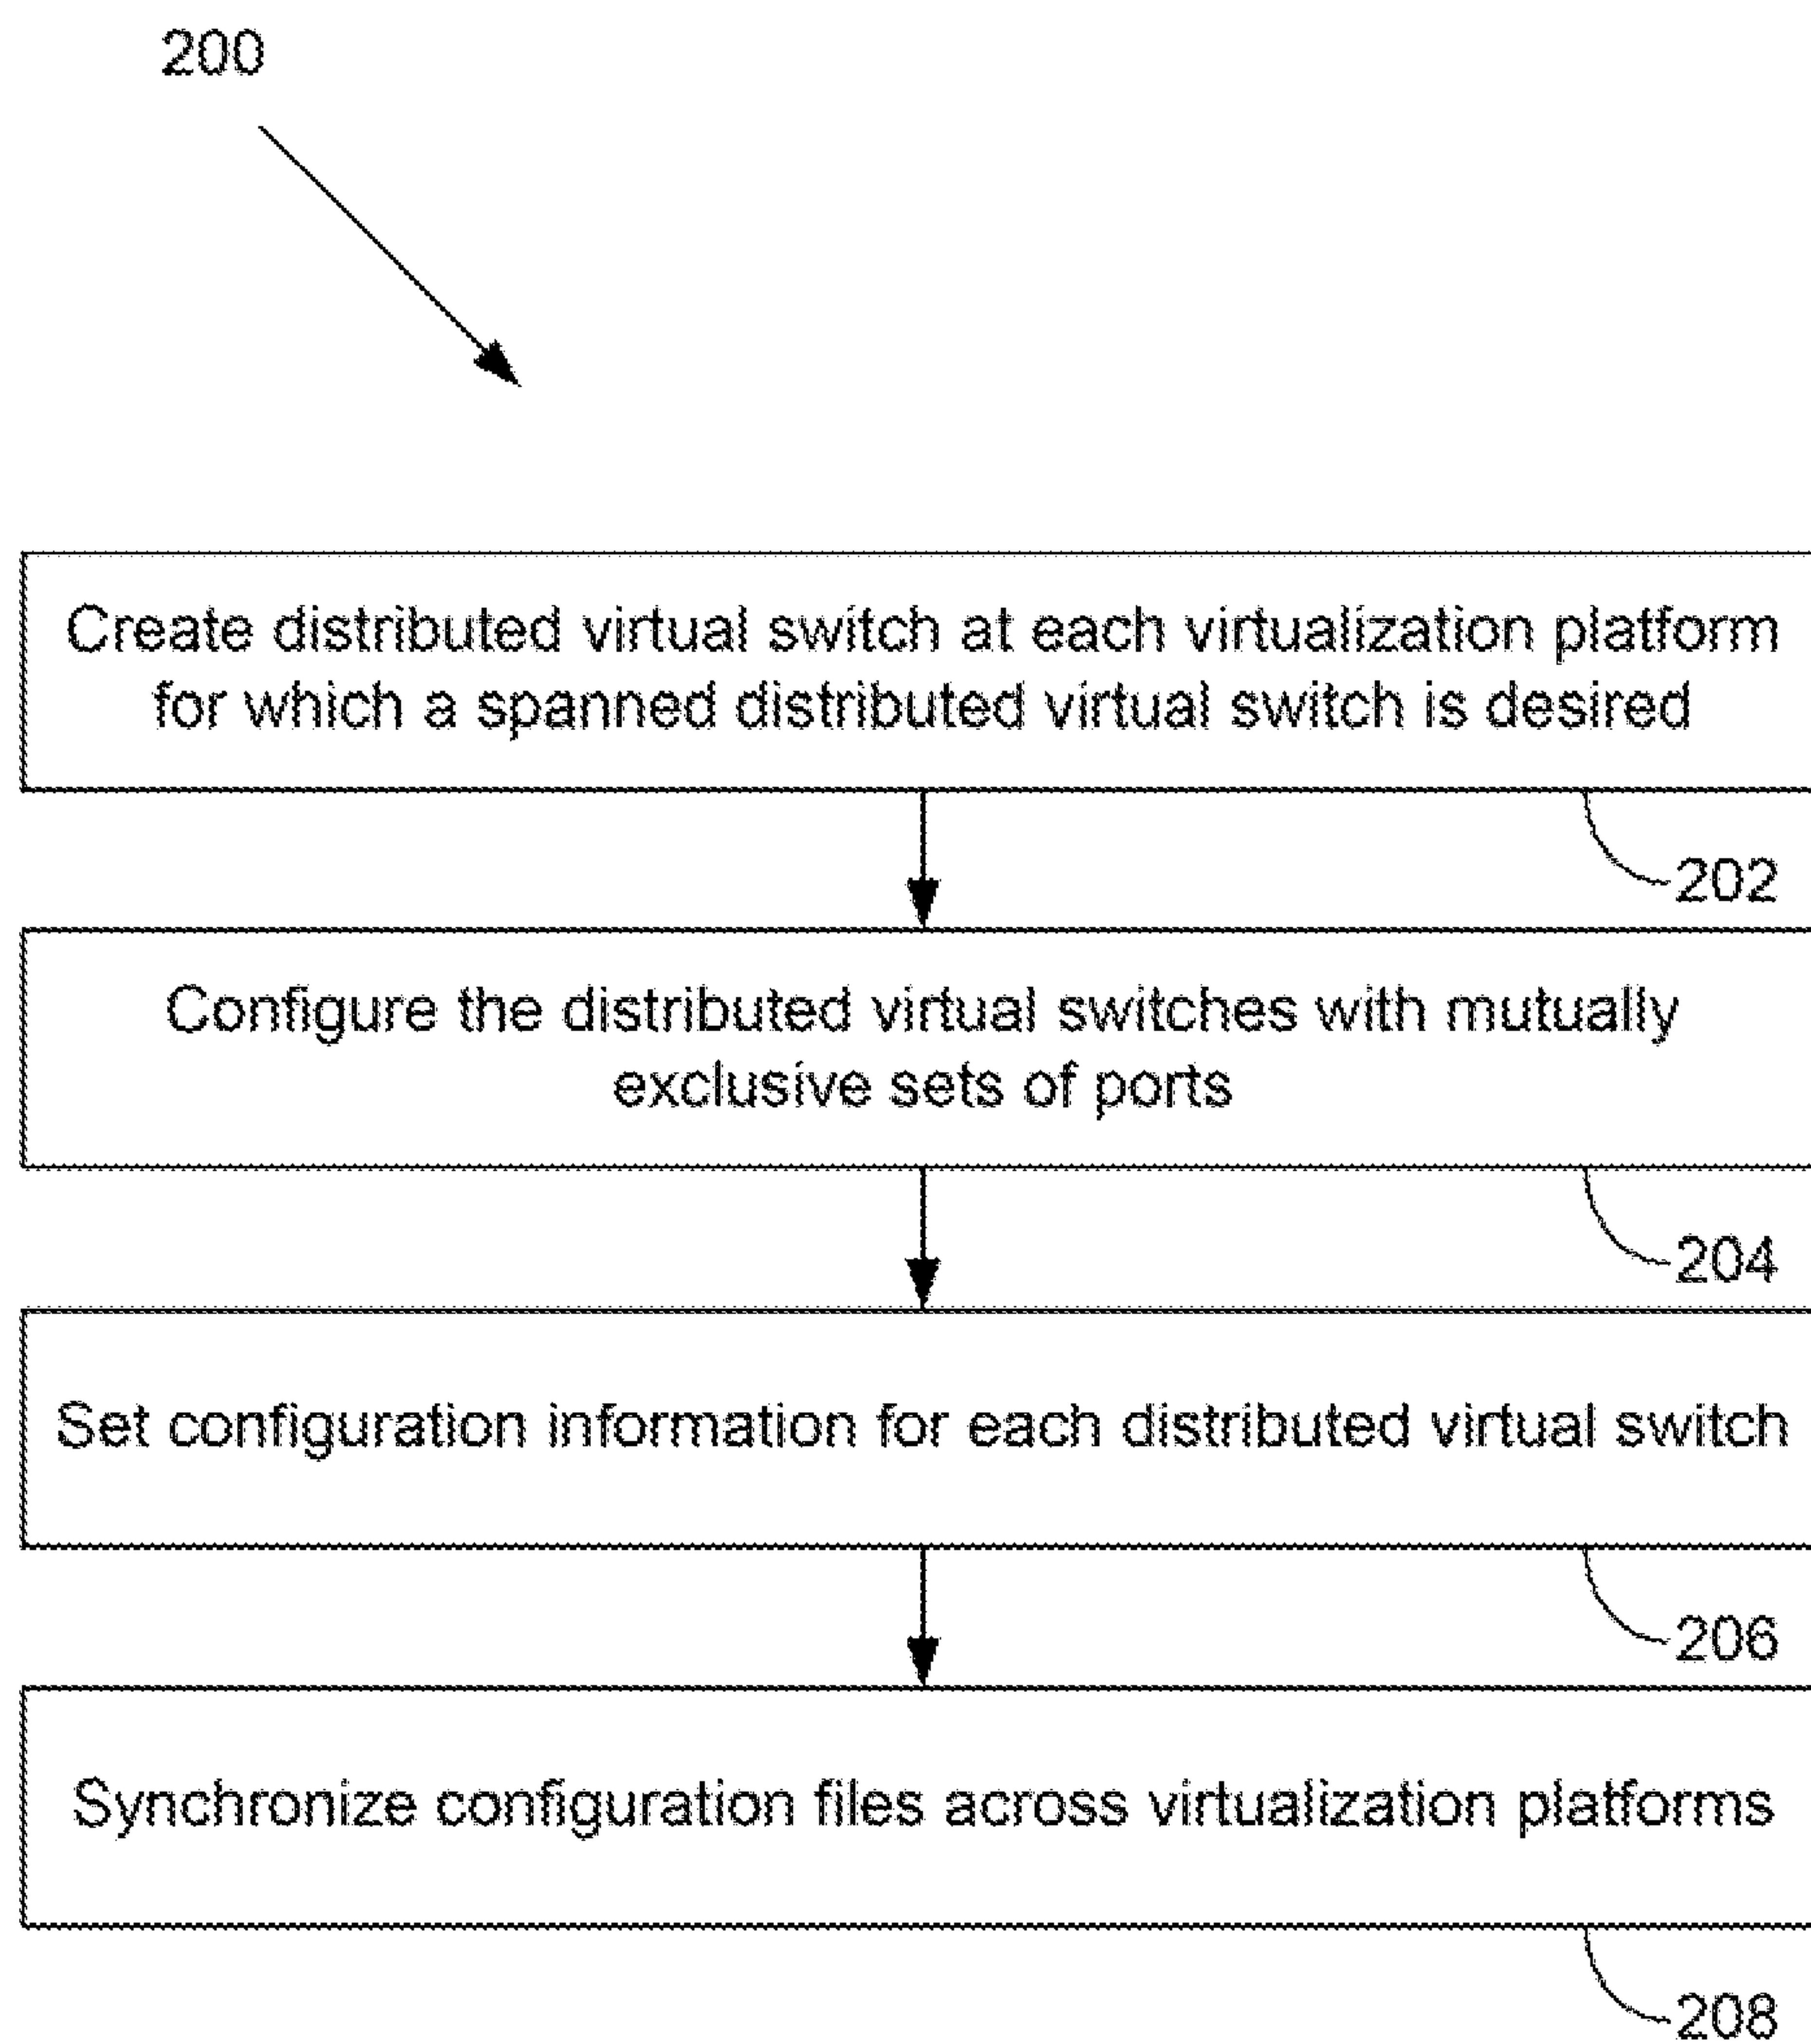 200
Create distributed virtual switch at each virtualization platform
for which a spanned distributed virtual switch is desired
202
Configure the distributed virtual switches with mutually
exclusive sets of ports
204
Set configuration information for each distributed virtual switch
206
Synchronize configuration files across virtualization platforms
208